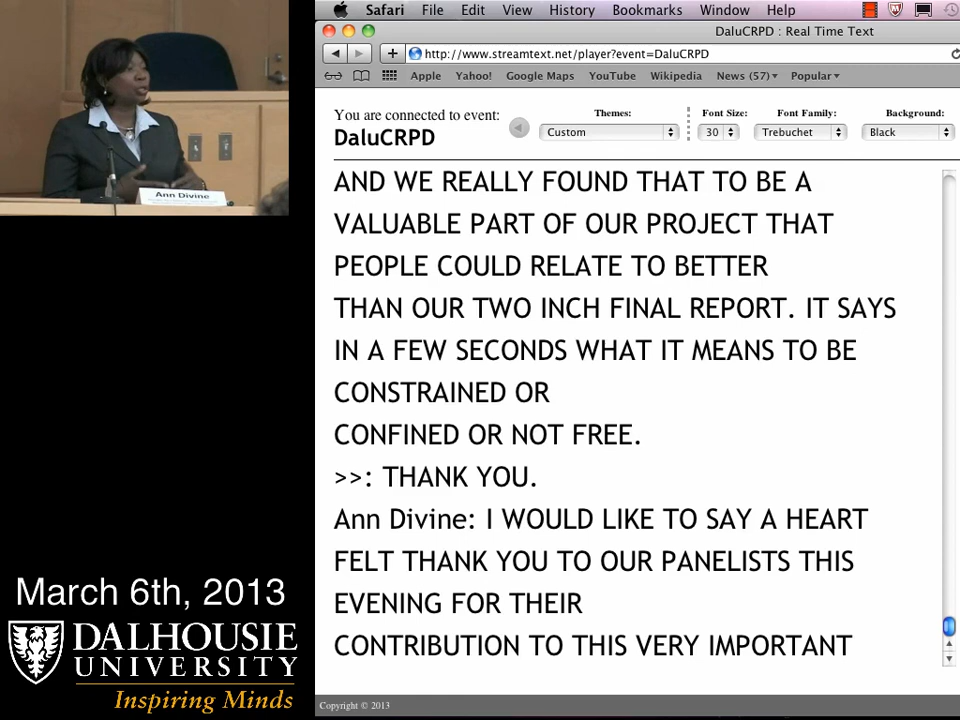 Safari File Edit View History Bookmarks Window Help
DaluCRPD : Real Time Text
http://www.streamtext.net/player?event=DaluCRPD
Apple Yahoo! Google Maps YouTube Wikipedia News (57) Popular
You are connected to event:
DaluCRPD
Themes: Font Size: Font Family: Background:
Custom 30 Trebuchet Black
AND WE REALLY FOUND THAT TO BE A
VALUABLE PART OF OUR PROJECT THAT
PEOPLE COULD RELATE TO BETTER
THAN OUR TWO INCH FINAL REPORT. IT SAYS
IN A FEW SECONDS WHAT IT MEANS TO BE
CONSTRAINED OR
CONFINED OR NOT FREE.
>>: THANK YOU.
Ann Divine: I WOULD LIKE TO SAY A HEART
FELT THANK YOU TO OUR PANELISTS THIS
EVENING FOR THEIR
CONTRIBUTION TO THIS VERY IMPORTANT
Copyright © 2013
Ann Divine
March 6th, 2013
DALHOUSIE
UNIVERSITY
Inspiring Minds